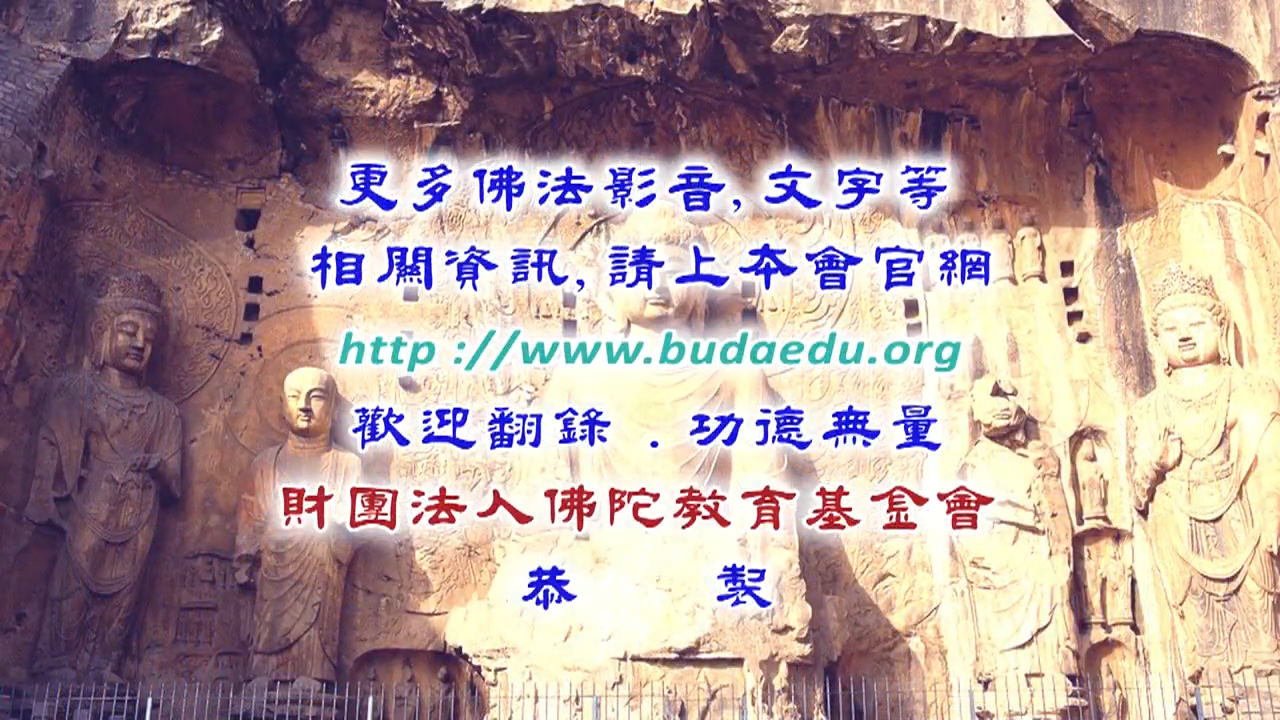 更多佛法影音,文字等
相關資訊,請上本會官網
http ://www.budaedu.org
歡迎翻錄 . 功德無量
財團法人佛陀教育基金會
恭 製